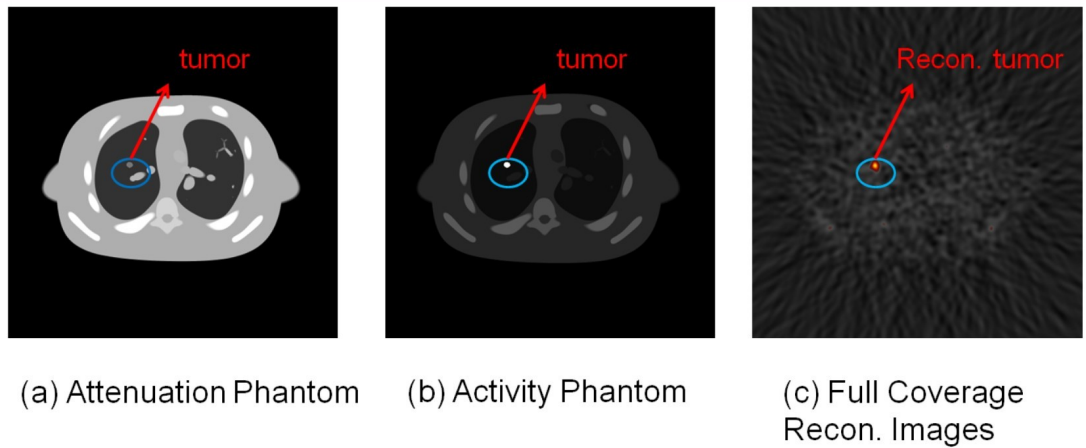 tumor
tumor
Recon. tumor
(a) Attenuation Phantom
(b) Activity Phantom
(c) Full Coverage
Recon. Images